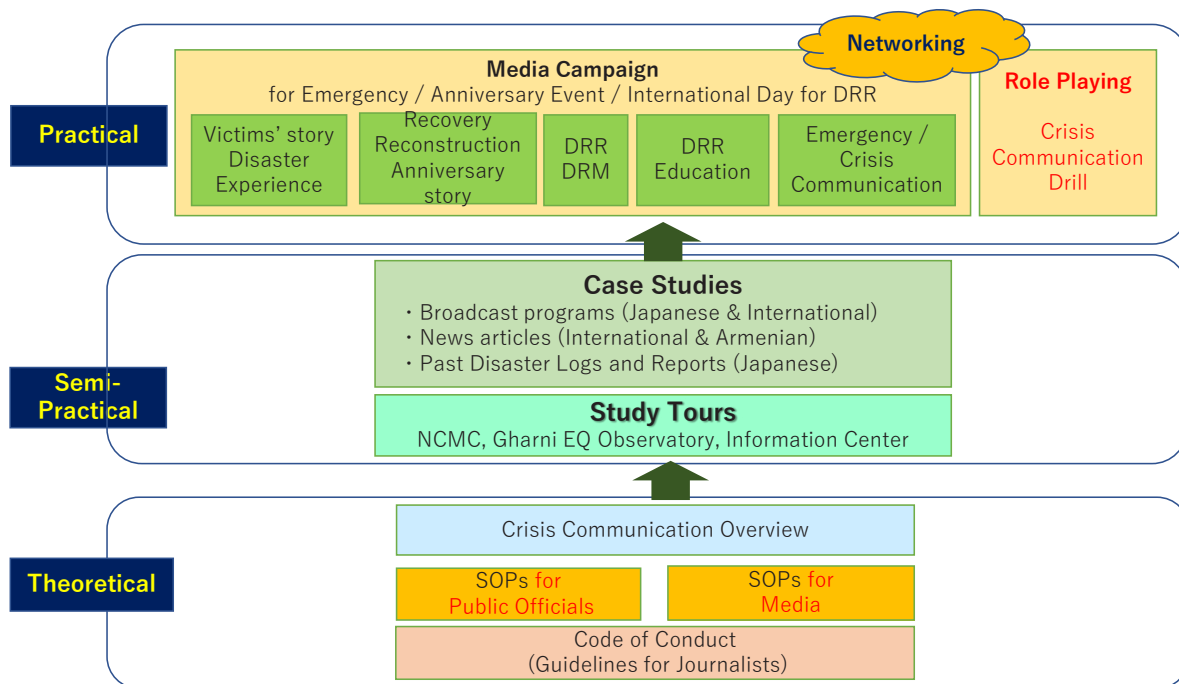 Networking
Media Campaign
for Emergency / Anniversary Event / International Day for DRR
Role Playing
Crisis
Communication
Drill
Practical
Victims’ story
Disaster
Experience
Recovery
Reconstruction
Anniversary
story
DRR
DRM
DRR
Education
Emergency /
Crisis
Communication
Case Studies
・Broadcast programs (Japanese & International)
・News articles (International & Armenian)
・Past Disaster Logs and Reports (Japanese)
Semi-
Practical
Study Tours
NCMC, Gharni EQ Observatory, Information Center
Crisis Communication Overview
Theoretical
SOPs for
Public Officials
SOPs for
Media
Code of Conduct
(Guidelines for Journalists)